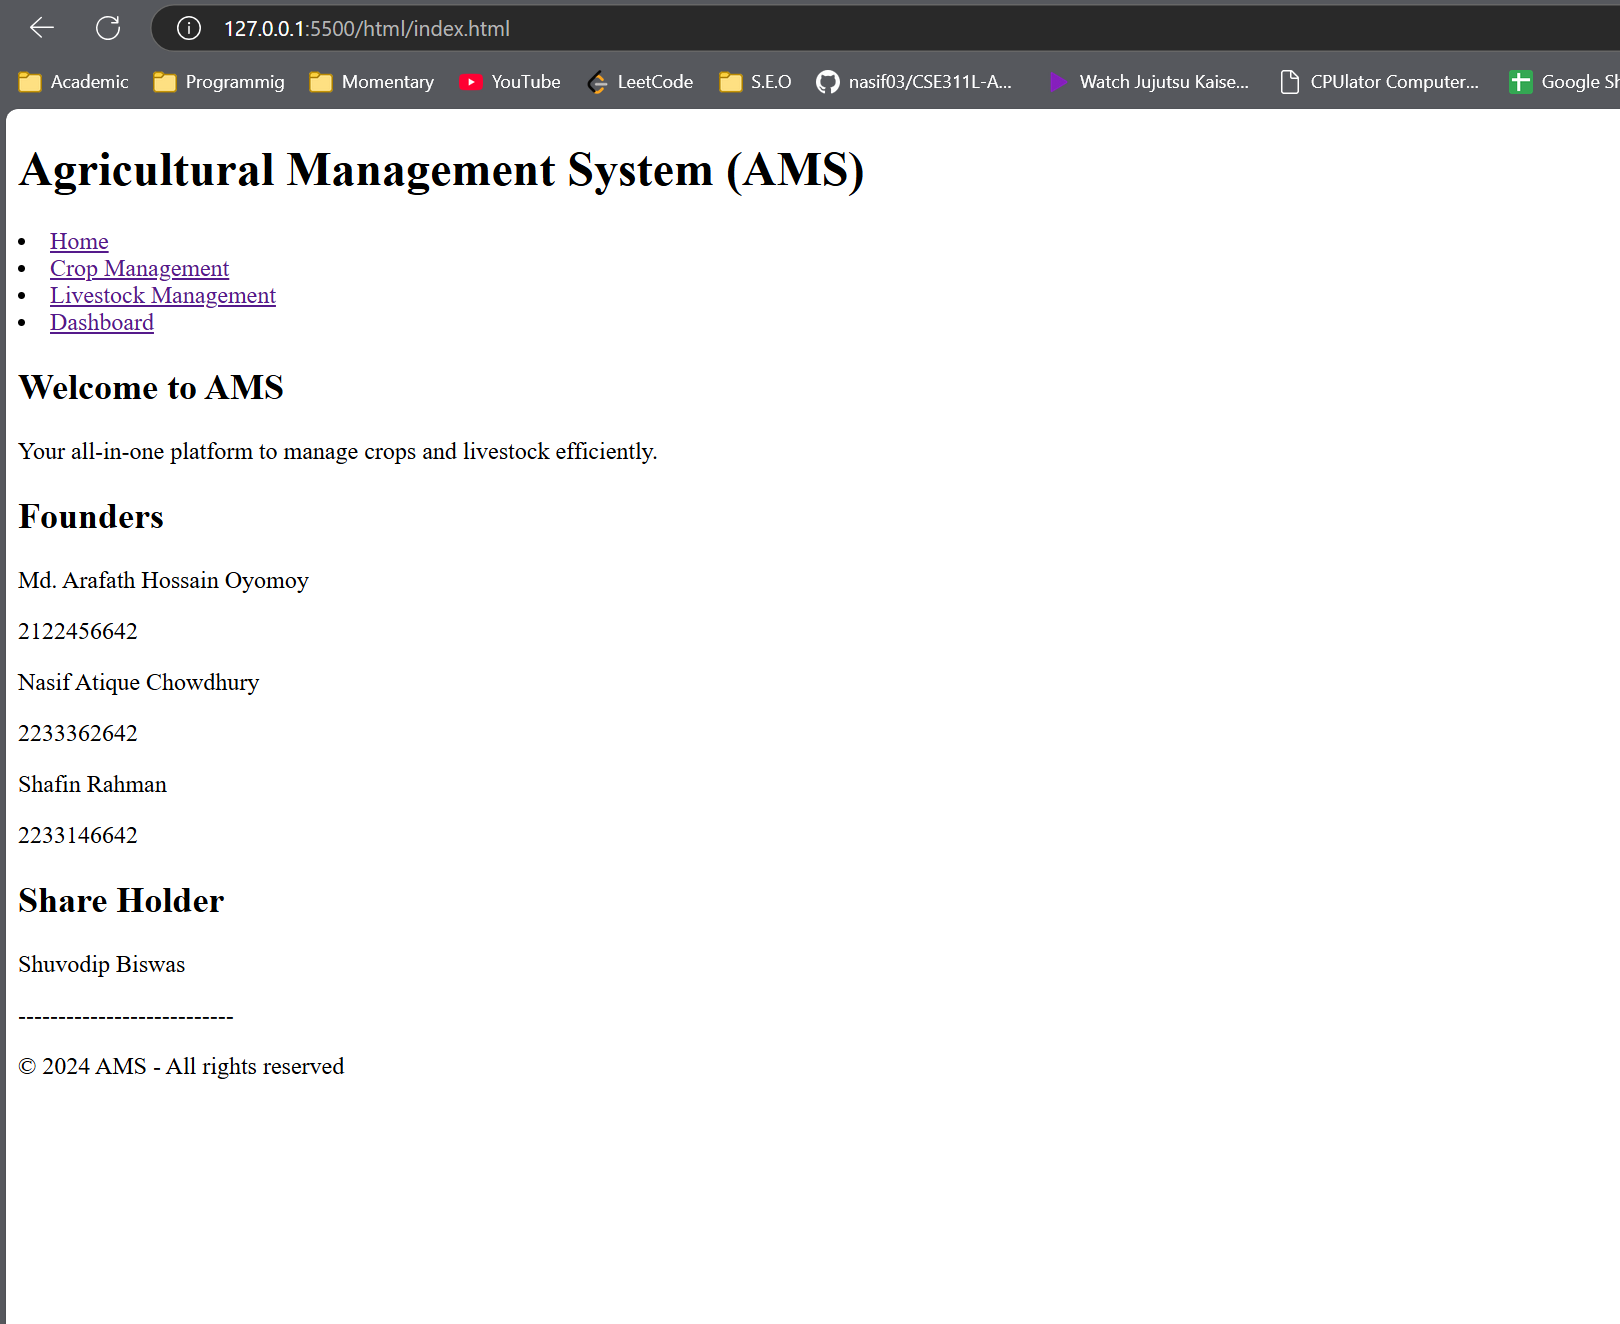 127.0.0.1:5500/html/index.html
Academic Programmig Momentary YouTube LeetCode S.E.O nasif03/CSE311L-A... Watch Jujutsu Kaise... CPUlator Computer... Google Sh
Agricultural Management System (AMS)
Home
Crop Management
Livestock Management
Dashboard
Welcome to AMS
Your all-in-one platform to manage crops and livestock efficiently.
Founders
Md. Arafath Hossain Oyomoy
2122456642
Nasif Atique Chowdhury
2233362642
Shafin Rahman
2233146642
Share Holder
Shuvodip Biswas
---------------------------
© 2024 AMS - All rights reserved